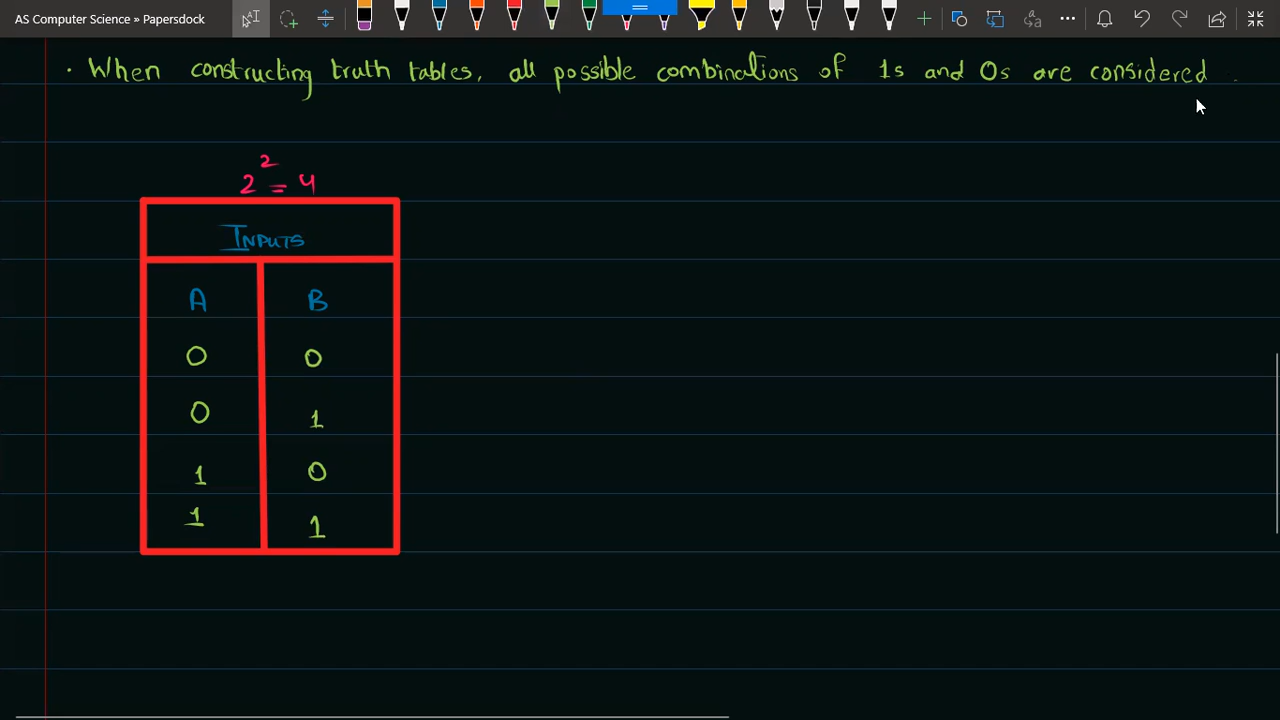 AS Computer Science » Papersdock
· When constructing truth tables, all possible combinations of 1s and 0s are considered .
2² = 4
INPUTS
A B
0 0
0 1
1 0
1 1